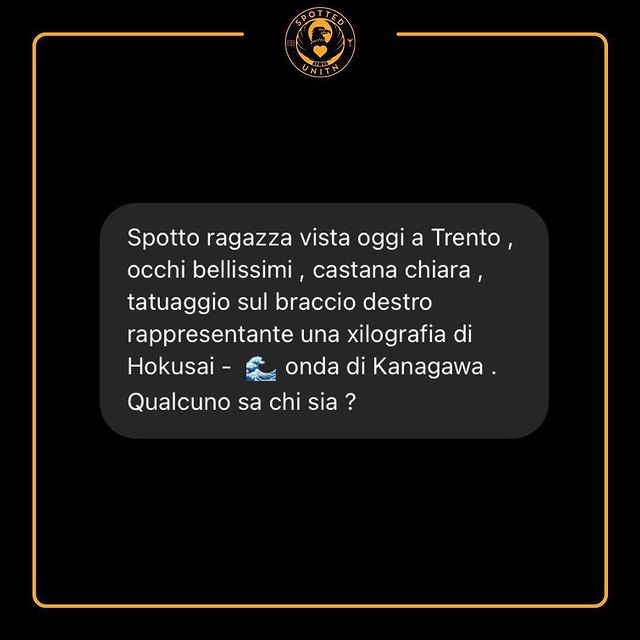 SPOTTED
UNITN
Spotto ragazza vista oggi a Trento ,
occhi bellissimi , castana chiara ,
tatuaggio sul braccio destro
rappresentante una xilografia di
Hokusai - 🌊 onda di Kanagawa .
Qualcuno sa chi sia ?